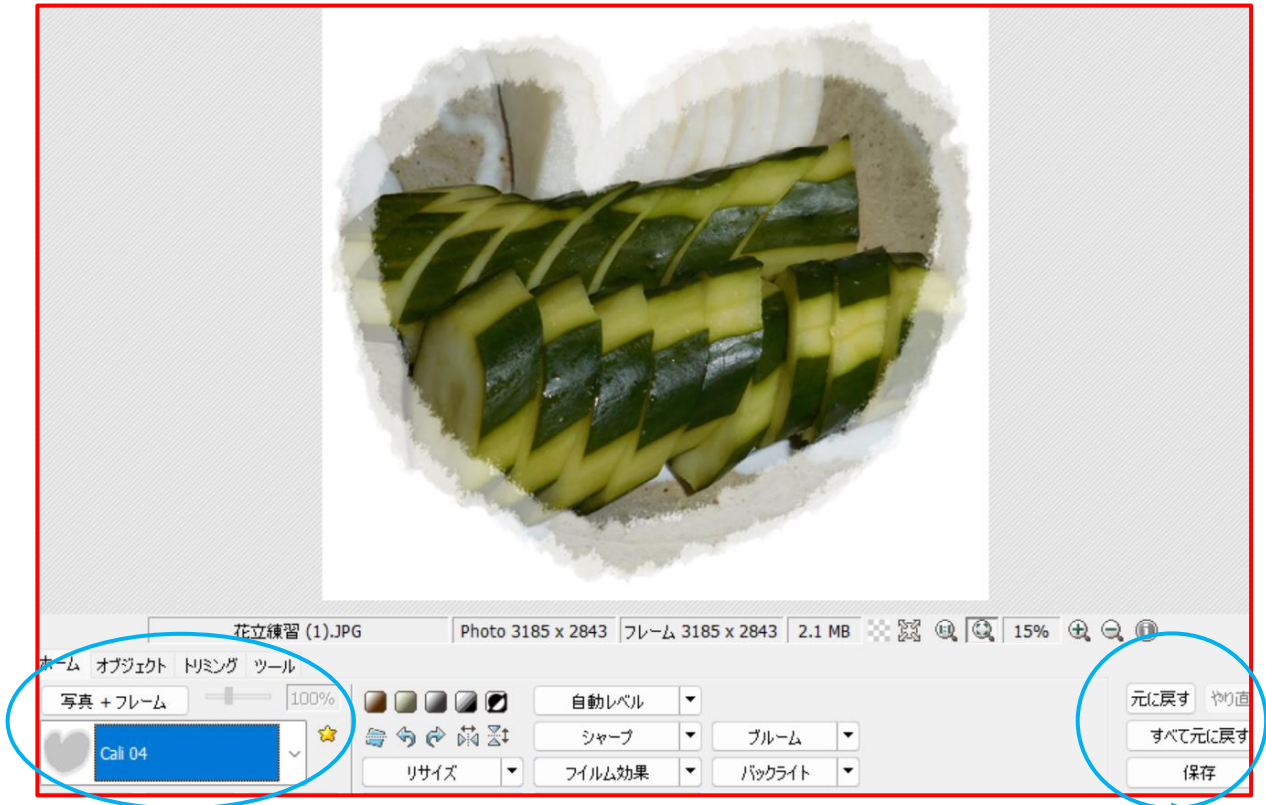 花立練習 (1).JPG Photo 3185 x 2843 フレーム 3185 x 2843 2.1 MB 15%
ホーム オブジェクト トリミング ツール
写真 + フレーム 100% 自動レベル 元に戻す やり直
Cali 04 シャープ ブルーム すべて元に戻す
リサイズ フイルム効果 バックライト 保存